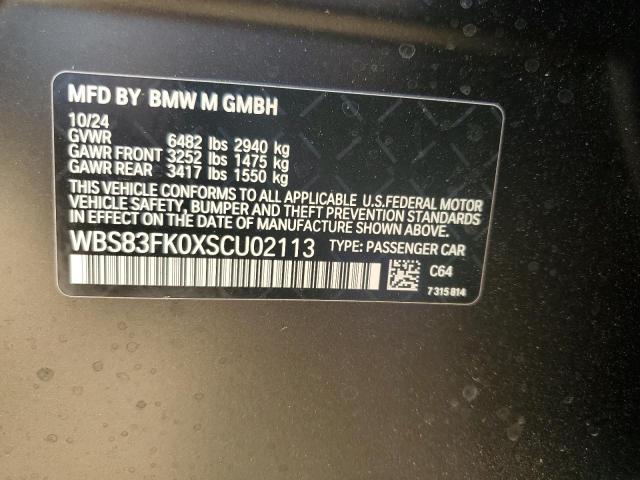 MFD BY BMW M GMBH
10/24
GVWR 6482 lbs 2940 kg
GAWR FRONT 3252 lbs 1475 kg
GAWR REAR 3417 lbs 1550 kg
THIS VEHICLE CONFORMS TO ALL APPLICABLE U.S.FEDERAL MOTOR
VEHICLE SAFETY, BUMPER AND THEFT PREVENTION STANDARDS
IN EFFECT ON THE DATE OF MANUFACTURE SHOWN ABOVE.
WBS83FK0XSCU02113 TYPE: PASSENGER CAR
C64
7315814